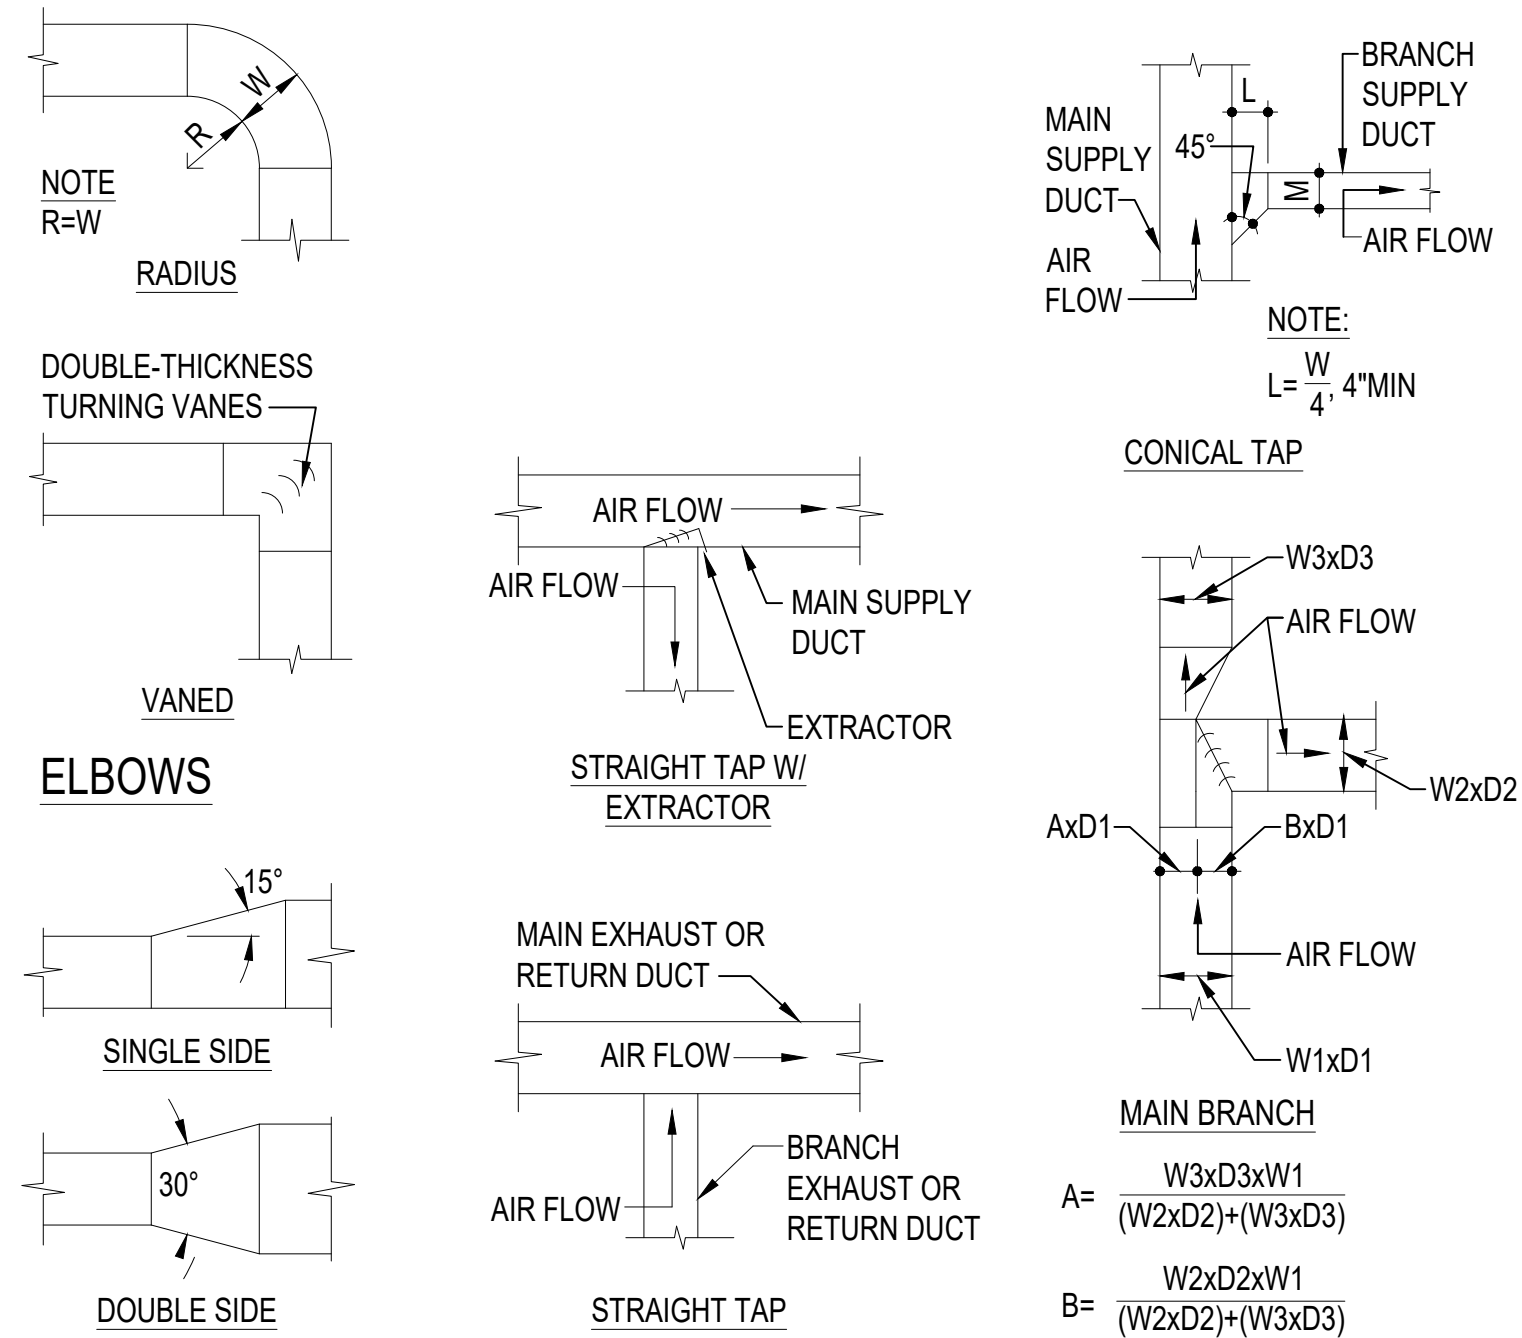 W
R
NOTE
R=W
RADIUS
DOUBLE-THICKNESS
TURNING VANES
VANED
ELBOWS
15°
SINGLE SIDE
30°
DOUBLE SIDE
AIR FLOW
AIR FLOW
MAIN SUPPLY
DUCT
EXTRACTOR
STRAIGHT TAP W/
EXTRACTOR
MAIN EXHAUST OR
RETURN DUCT
AIR FLOW
BRANCH
EXHAUST OR
RETURN DUCT
AIR FLOW
STRAIGHT TAP
BRANCH
SUPPLY
DUCT
L
MAIN
SUPPLY
DUCT
45°
M
AIR FLOW
AIR
FLOW
NOTE:
L= W/4, 4"MIN
CONICAL TAP
W3xD3
AIR FLOW
W2xD2
AxD1
BxD1
AIR FLOW
W1xD1
MAIN BRANCH
W3xD3xW1
A=
(W2xD2)+(W3xD3)
W2xD2xW1
B=
(W2xD2)+(W3xD3)